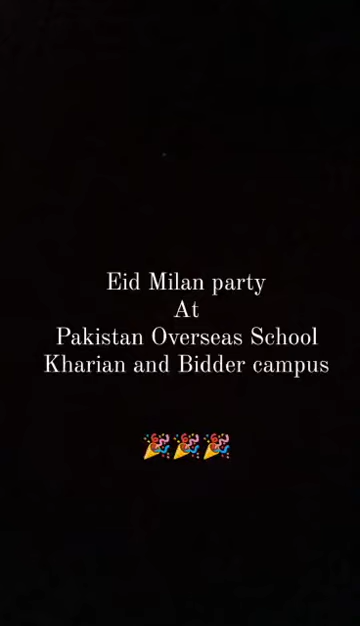 Eid Milan party
At
Pakistan Overseas School
Kharian and Bidder campus
🎉🎉🎉